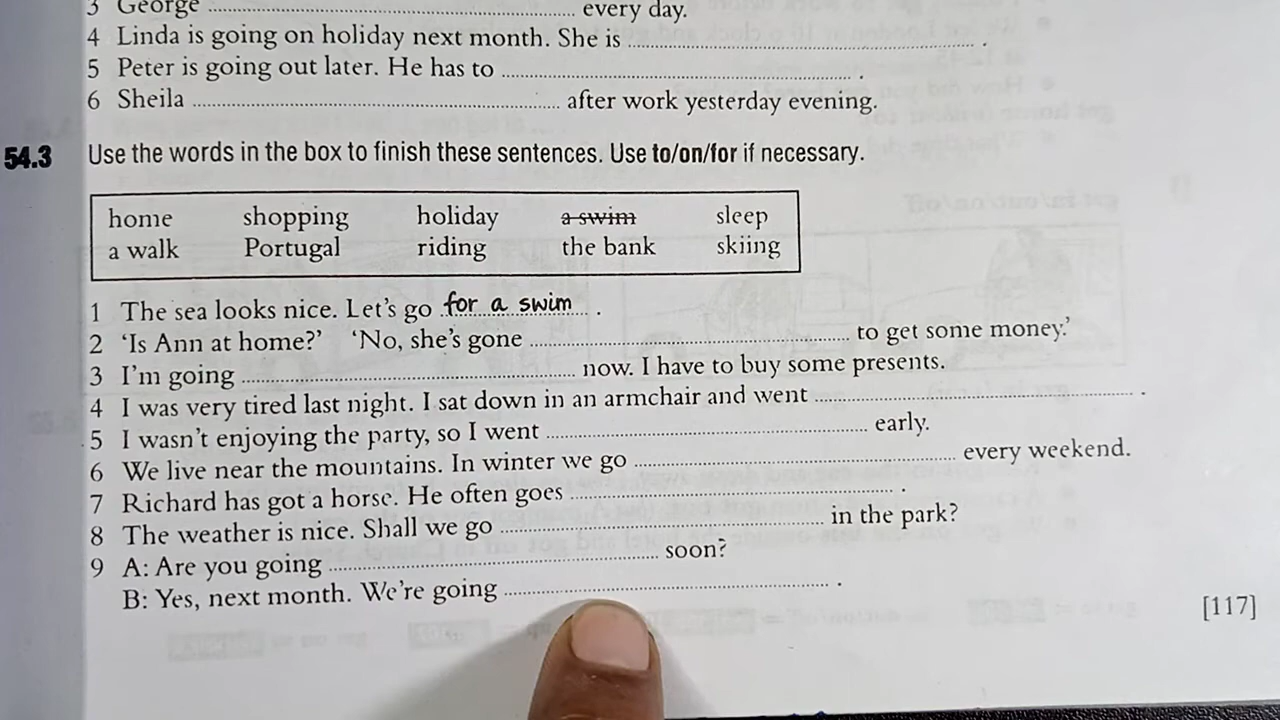 3 George ........................ every day.
4 Linda is going on holiday next month. She is ........................ .
5 Peter is going out later. He has to ........................ .
6 Sheila ........................ after work yesterday evening.
54.3 Use the words in the box to finish these sentences. Use to/on/for if necessary.
home shopping holiday a swim sleep
a walk Portugal riding the bank skiing
1 The sea looks nice. Let's go for a swim .
2 'Is Ann at home?' 'No, she's gone ........................ to get some money.'
3 I'm going ........................ now. I have to buy some presents.
4 I was very tired last night. I sat down in an armchair and went ........................ .
5 I wasn't enjoying the party, so I went ........................ early.
6 We live near the mountains. In winter we go ........................ every weekend.
7 Richard has got a horse. He often goes ........................ .
8 The weather is nice. Shall we go ........................ in the park?
9 A: Are you going ........................ soon?
B: Yes, next month. We're going ........................ .
[117]